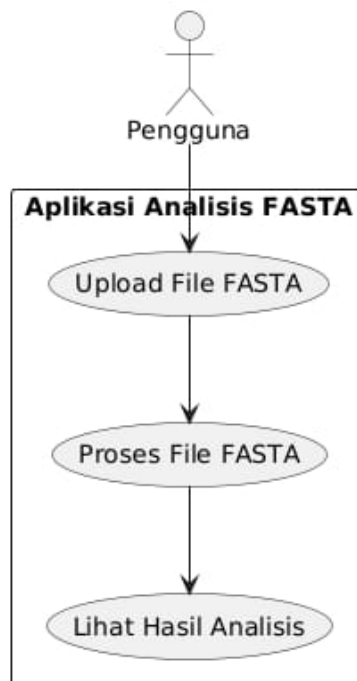 Pengguna
Aplikasi Analisis FASTA
Upload File FASTA
Proses File FASTA
Lihat Hasil Analisis